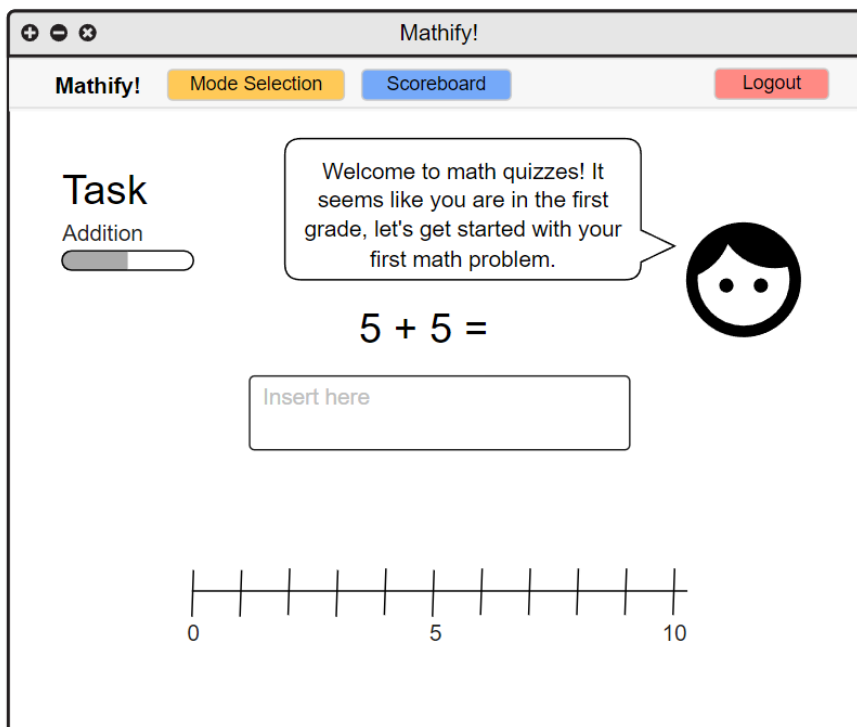 Mathify!
Mathify! Mode Selection Scoreboard Logout
Task
Addition
Welcome to math quizzes! It
seems like you are in the first
grade, let's get started with your
first math problem.
5 + 5 =
Insert here
0 5 10